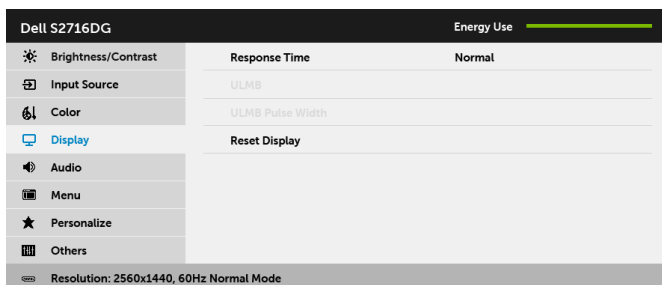 Dell S2716DG Energy Use
Brightness/Contrast Response Time Normal
Input Source ULMB
Color ULMB Pulse Width
Display Reset Display
Audio
Menu
Personalize
Others
Resolution: 2560x1440, 60Hz Normal Mode